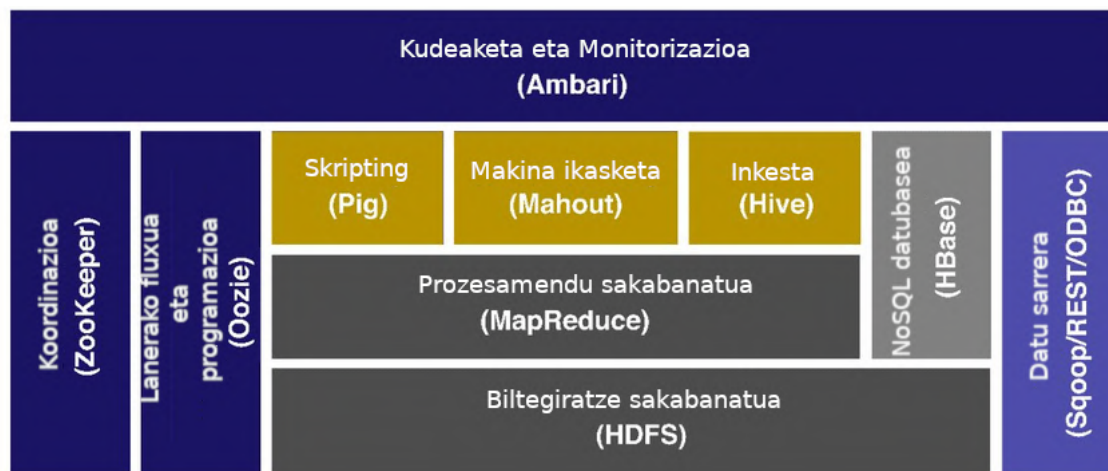 Kudeaketa eta Monitorizazioa
(Ambari)
Koordinazioa
(ZooKeeper)
Lanerako fluxua
eta
programazioa
(Oozie)
Skripting
(Pig)
Makina ikasketa
(Mahout)
Inkesta
(Hive)
NoSQL datubasea
(HBase)
Datu sarrera
(Sqoop/REST/ODBC)
Prozesamendu sakabanatua
(MapReduce)
Biltegiratze sakabanatua
(HDFS)